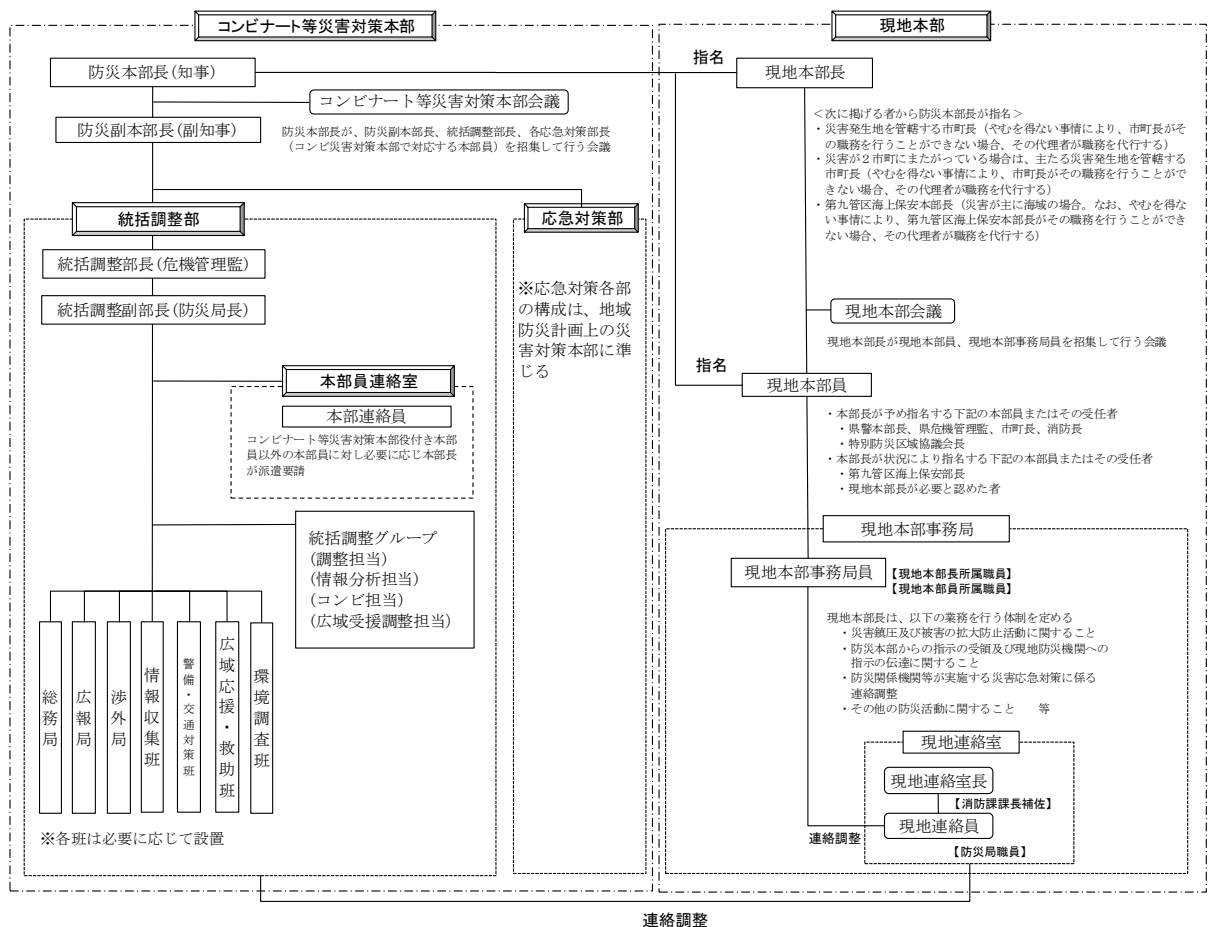 コンビナート等災害対策本部
防災本部長(知事)
コンビナート等災害対策本部会議
防災副本部長(副知事)
防災本部長が、防災副本部長、統括調整部長、各応急対策部長
（コンビ災害対策本部で対応する本部員）を招集して行う会議
統括調整部
統括調整部長(危機管理監)
統括調整副部長(防災局長)
本部員連絡室
本部連絡員
コンビナート等災害対策本部役付き本部
員以外の本部員に対し必要に応じ本部長
が派遣要請
統括調整グループ
(調整担当)
(情報分析担当)
(コンビ担当)
(広域受援調整担当)
総務局
広報局
渉外局
情報収集班
警備・交通対策班
広域応援・救助班
環境調査班
※各班は必要に応じて設置
応急対策部
※応急対策各部
の構成は、地域
防災計画上の災
害対策本部に準
じる
現地本部
指名
現地本部長
＜次に掲げる者から防災本部長が指名＞
・災害発生地を管轄する市町長（やむを得ない事情により、市町長がそ
の職務を行うことができない場合、その代理者が職務を代行する）
・災害が２市町にまたがっている場合は、主たる災害発生地を管轄する
市町長（やむを得ない事情により、市町長がその職務を行うことがで
きない場合、その代理者が職務を代行する）
・第九管区海上保安本部長（災害が主に海域の場合。なお、やむを得な
い事情により、第九管区海上保安本部長がその職務を行うことができ
ない場合、その代理者が職務を代行する）
現地本部会議
現地本部長が現地本部員、現地本部事務局員を招集して行う会議
指名
現地本部員
・本部長が予め指名する下記の本部員またはその受任者
・県警本部長、県危機管理監、市町長、消防長
・特別防災区域協議会長
・本部長が状況により指名する下記の本部員またはその受任者
・第九管区海上保安部長
・現地本部長が必要と認めた者
現地本部事務局
現地本部事務局員
【現地本部長所属職員】
【現地本部員所属職員】
現地本部長は、以下の業務を行う体制を定める
・災害鎮圧及び被害の拡大防止活動に関すること
・防災本部からの指示の受領及び現地防災機関への
指示の伝達に関すること
・防災関係機関等が実施する災害応急対策に係る
連絡調整
・その他の防災活動に関すること　等
現地連絡室
現地連絡室長
【消防課課長補佐】
現地連絡員
連絡調整
【防災局職員】
連絡調整